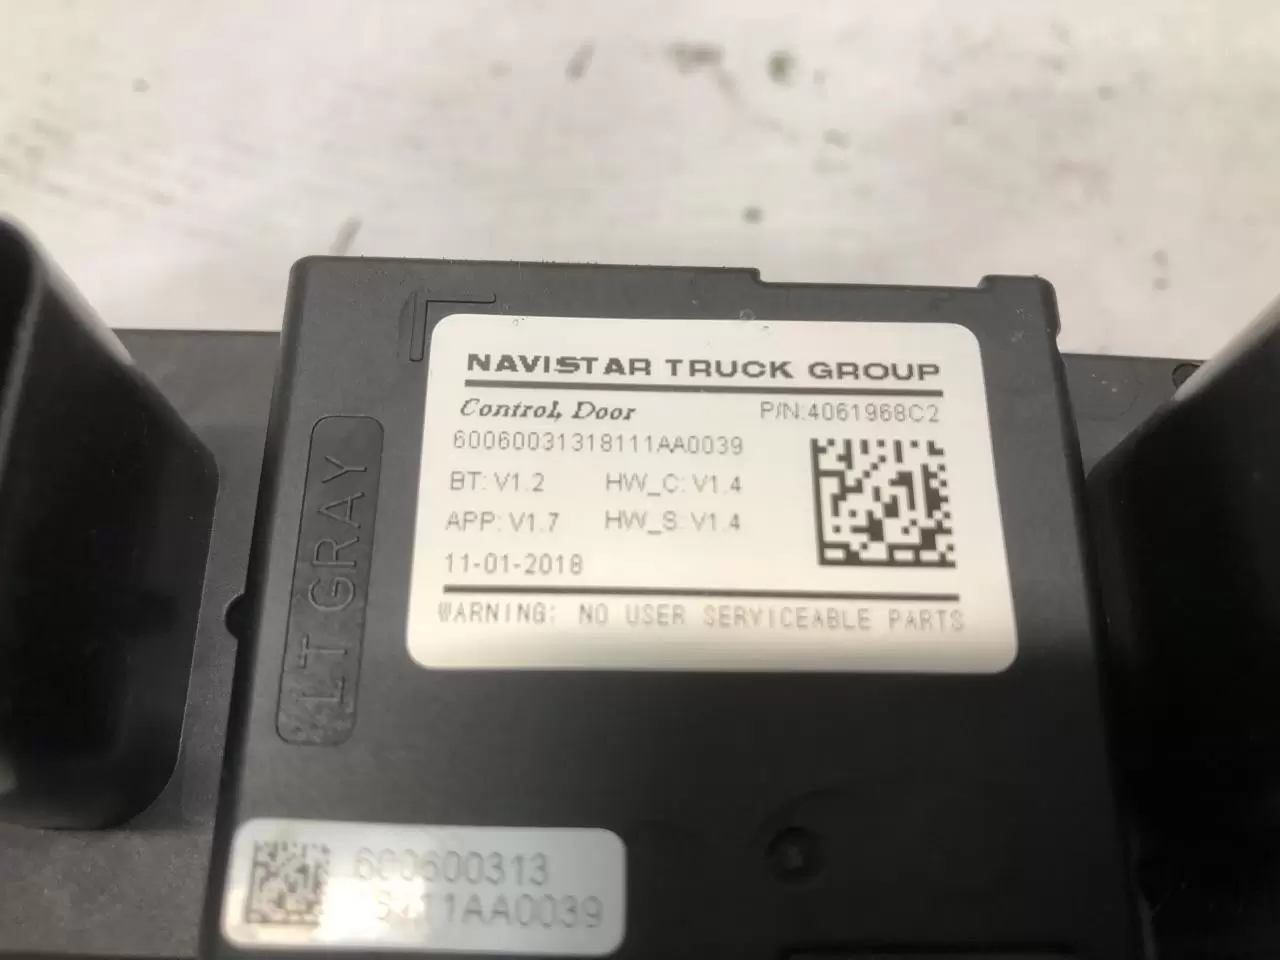 NAVISTAR TRUCK GROUP
Control, Door P/N:4061968C2
60060031318111AA0039
BT: V1.2 HW_C: V1.4
APP: V1.7 HW_S: V1.4
11-01-2018
WARNING: NO USER SERVICEABLE PARTS
LT GRAY
600600313
18111AA0039